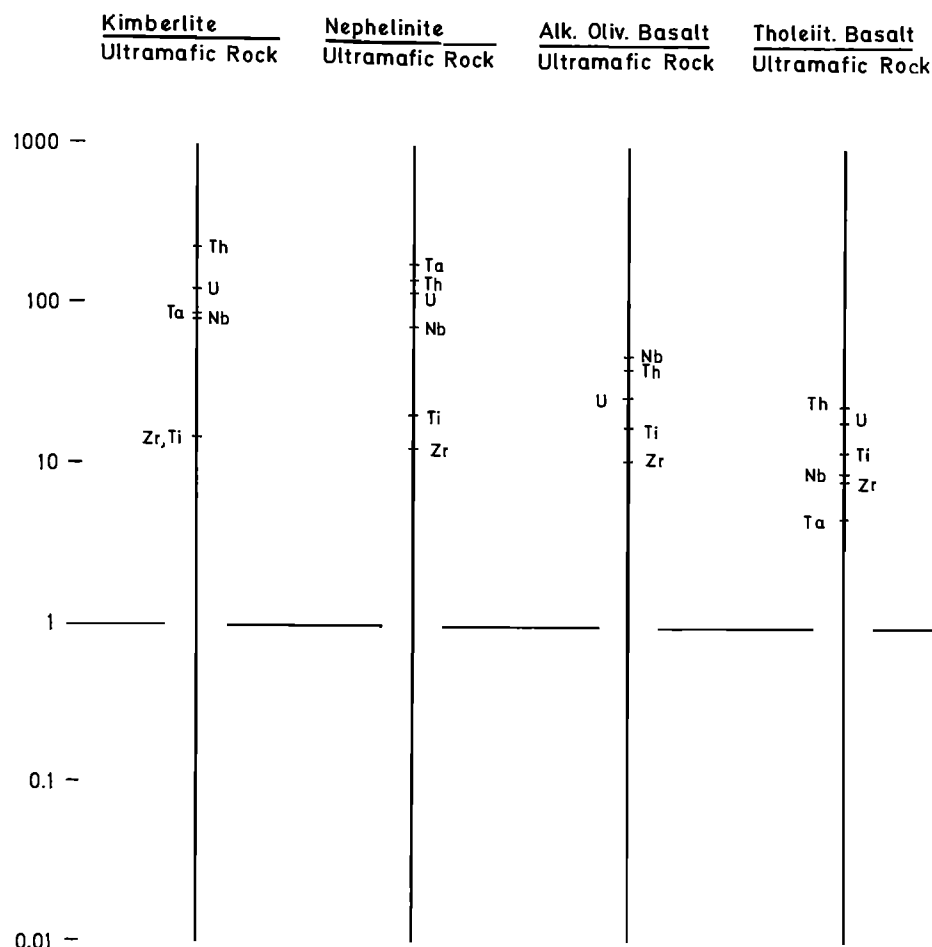 Kimberlite
Ultramafic Rock
Nephelinite
Ultramafic Rock
Alk. Oliv. Basalt
Ultramafic Rock
Tholeiit. Basalt
Ultramafic Rock
1000
100
10
1
0.1
0.01
Th
U
Ta Nb
Zr, Ti
Ta
Th
U
Nb
Ti
Zr
Nb
Th
U
Ti
Zr
Th
U
Ti
Nb
Zr
Ta